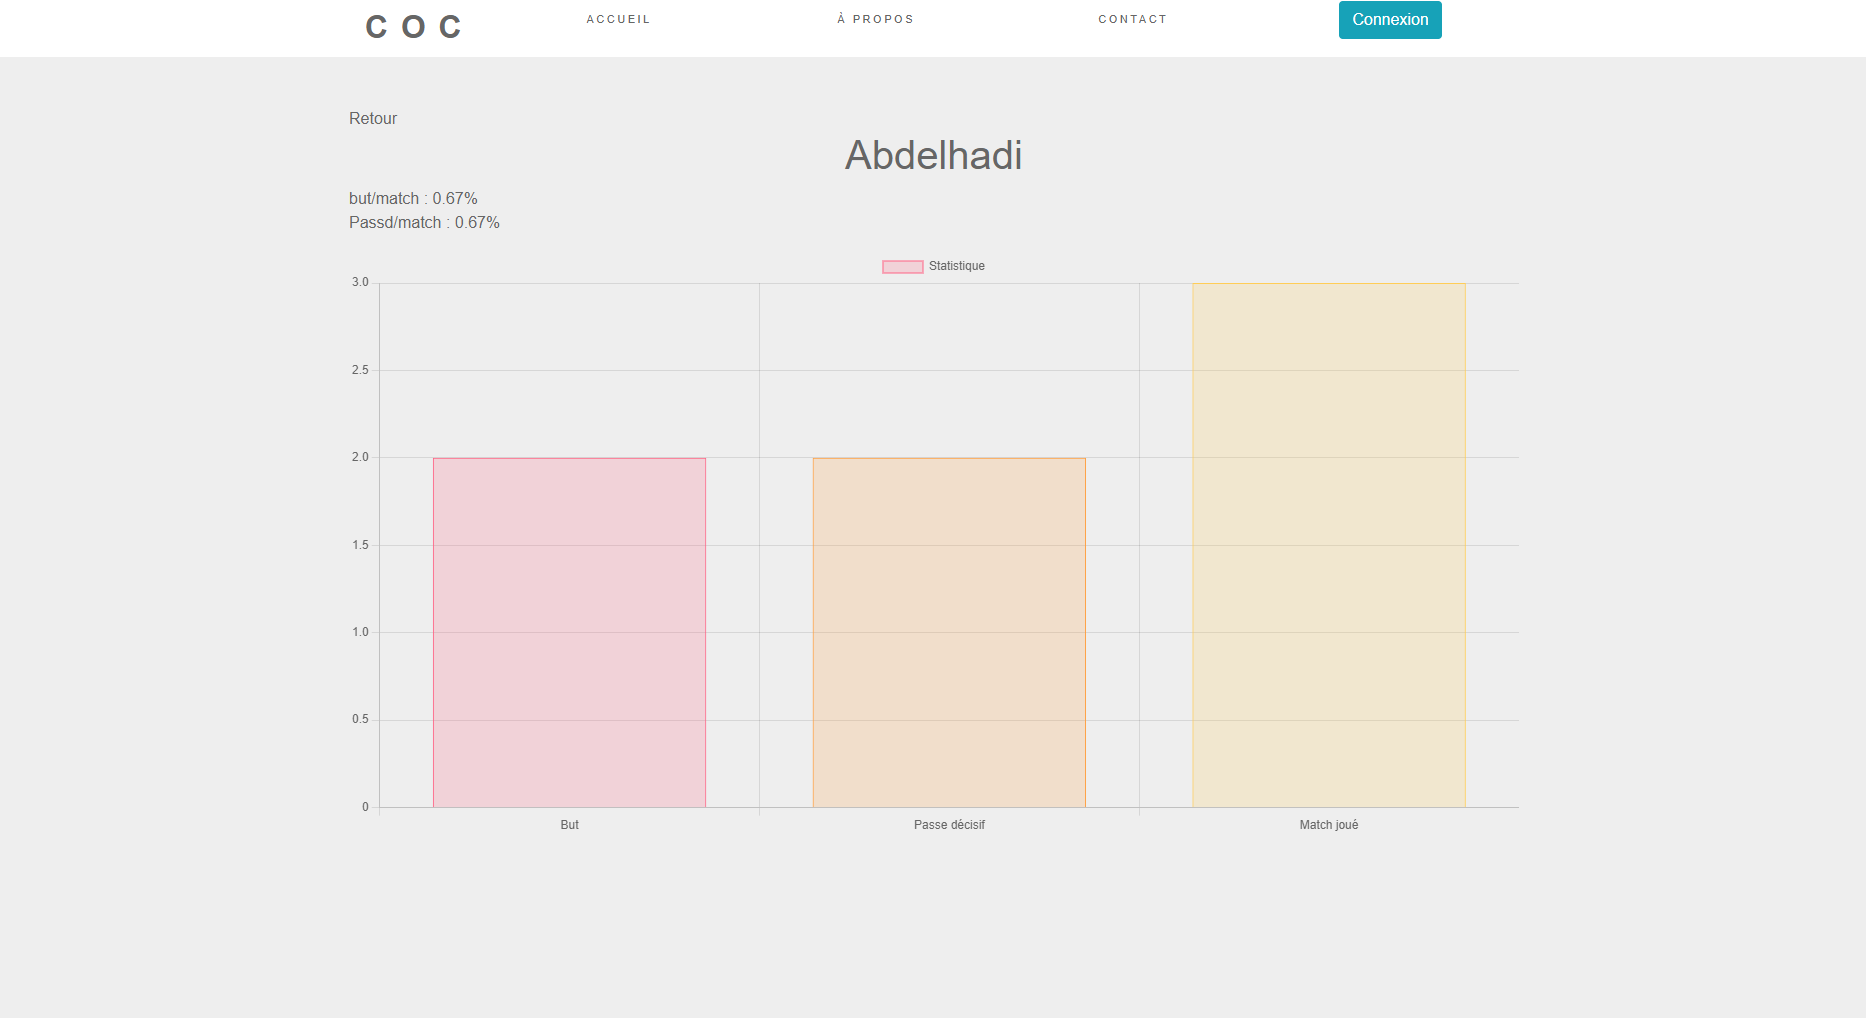 C O C
ACCUEIL
À PROPOS
CONTACT
Connexion
Retour
Abdelhadi
but/match : 0.67%
Passd/match : 0.67%
Statistique
3.0
2.5
2.0
1.5
1.0
0.5
0
But
Passe décisif
Match joué